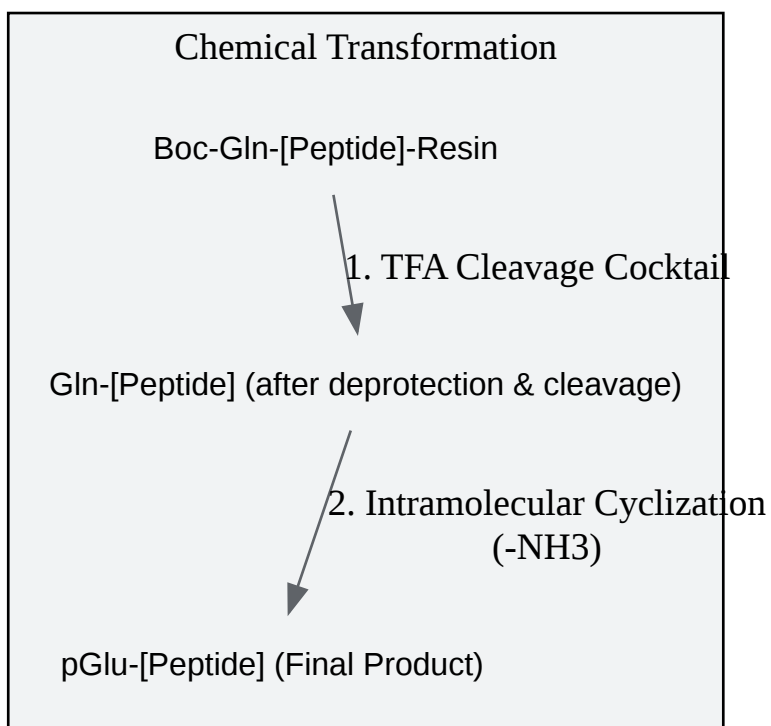 Chemical Transformation
Boc-Gln-[Peptide]-Resin
1. TFA Cleavage Cocktail
Gln-[Peptide] (after deprotection & cleavage)
2. Intramolecular Cyclization
(-NH3)
pGlu-[Peptide] (Final Product)